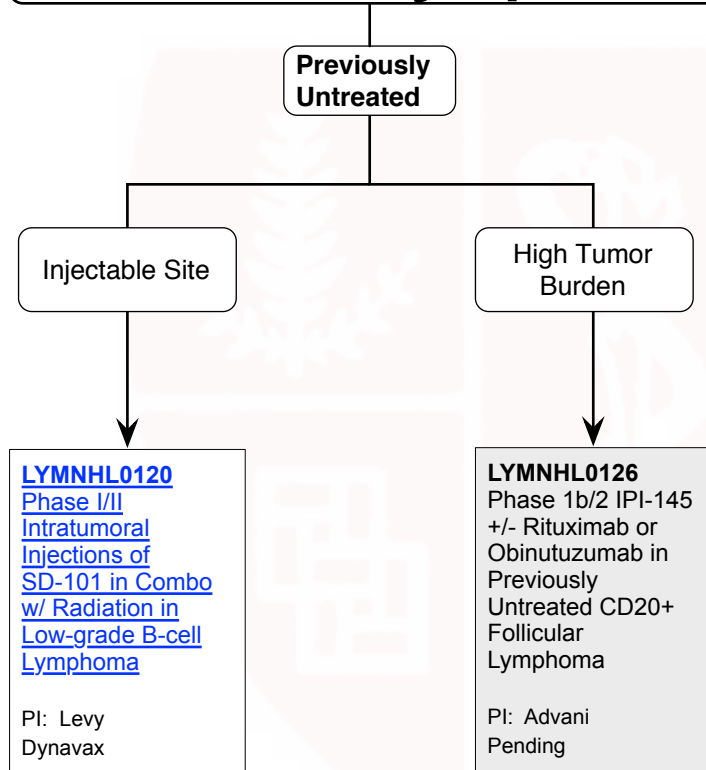 Previously
Untreated
Injectable Site
High Tumor
Burden
LYMNHL0120
Phase I/II
Intratumoral
Injections of
SD-101 in Combo
w/ Radiation in
Low-grade B-cell
Lymphoma
PI: Levy
Dynavax
LYMNHL0126
Phase 1b/2 IPI-145
+/- Rituximab or
Obinutuzumab in
Previously
Untreated CD20+
Follicular
Lymphoma
PI: Advani
Pending